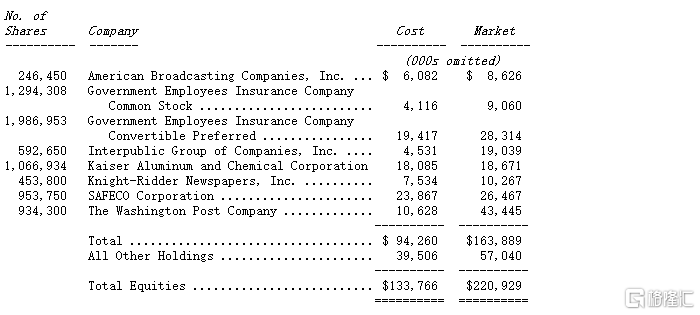 No. of
Shares Company Cost Market
---------- ---------- ---------- ----------
(000s omitted)
246,450 American Broadcasting Companies, Inc. ... $ 6,082 $ 8,626
1,294,308 Government Employees Insurance Company
Common Stock ........................ 4,116 9,060
1,986,953 Government Employees Insurance Company
Convertible Preferred ............... 19,417 28,314
592,650 Interpublic Group of Companies, Inc. .... 4,531 19,039
1,066,934 Kaiser Aluminum and Chemical Corporation 18,085 18,671
453,800 Knight-Ridder Newspapers, Inc. .......... 7,534 10,267
953,750 SAFECO Corporation ...................... 23,867 26,467
934,300 The Washington Post Company ............. 10,628 43,445
---------- ----------
Total ................................... $ 94,260 $163,889
All Other Holdings ...................... 39,506 57,040
---------- ----------
Total Equities .......................... $133,766 $220,929
========== ==========
格隆汇